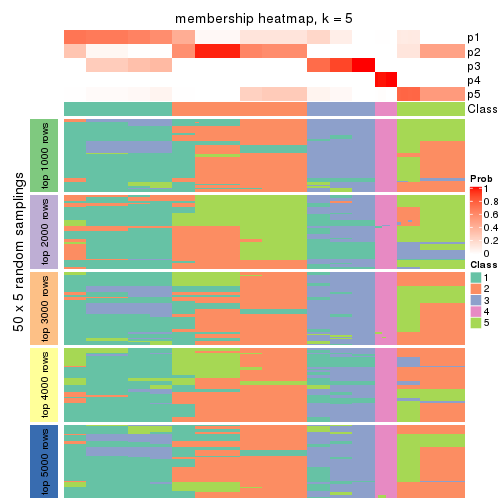 membership heatmap, k = 5
p1
p2
p3
p4
p5
Class
50 x 5 random samplings
top 1000 rows
top 2000 rows
top 3000 rows
top 4000 rows
top 5000 rows
Prob
1
0.8
0.6
0.4
0.2
0
Class
1
2
3
4
5